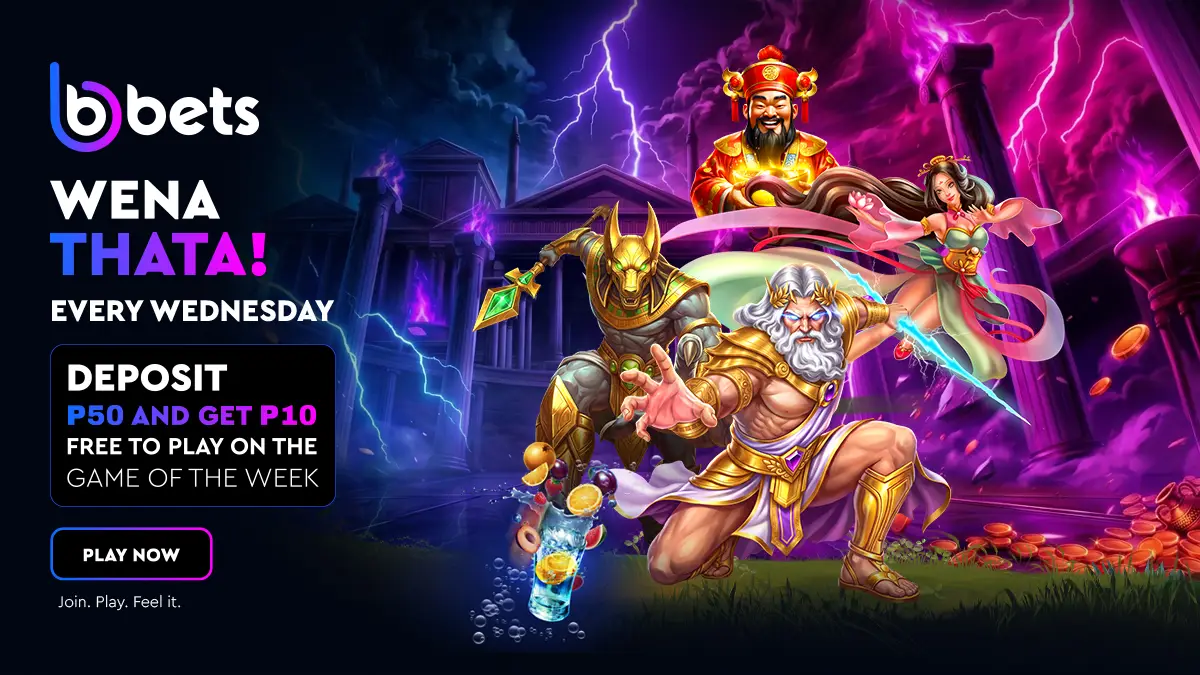 bbets
WENA
THATA!
EVERY WEDNESDAY
DEPOSIT
P50 AND GET P10
FREE TO PLAY ON THE
GAME OF THE WEEK
PLAY NOW
Join. Play. Feel it.